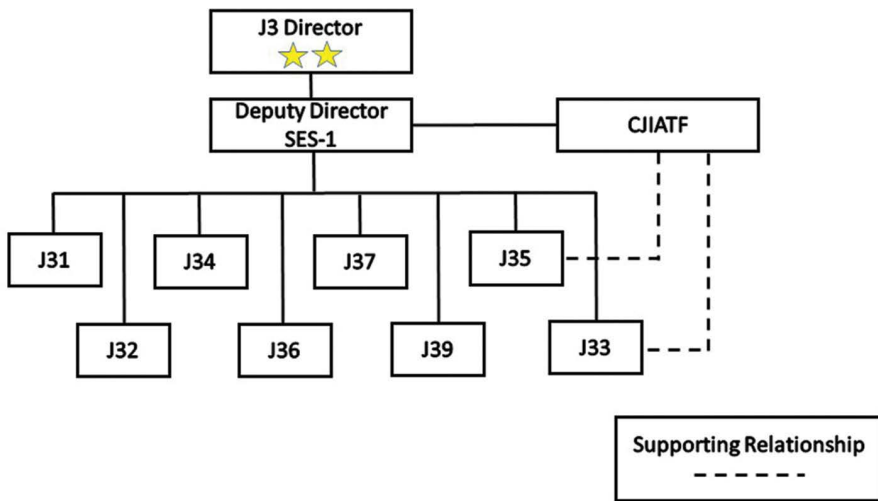 J3 Director
Deputy Director
SES-1
CJIATF
J31
J34
J37
J35
J32
J36
J39
J33
Supporting Relationship